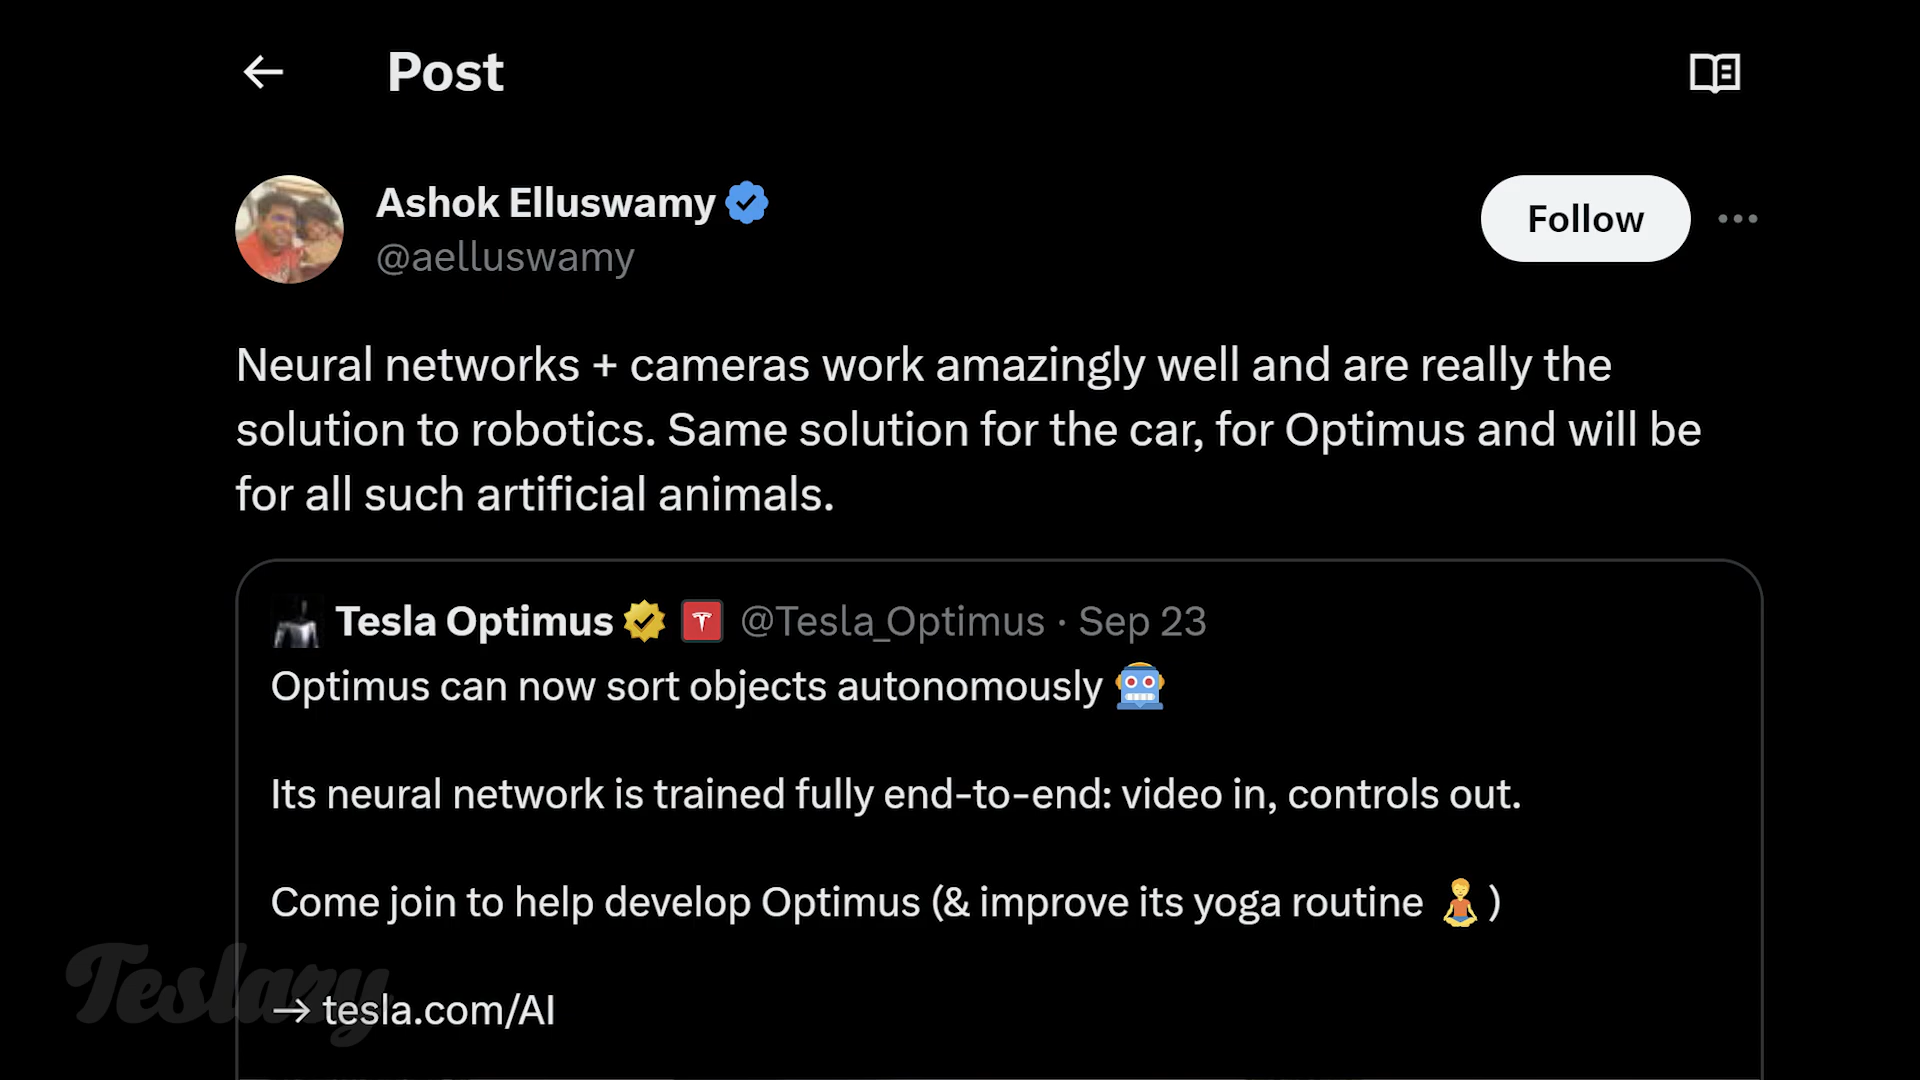 Post
Ashok Elluswamy
@aelluswamy
Follow
Neural networks + cameras work amazingly well and are really the
solution to robotics. Same solution for the car, for Optimus and will be
for all such artificial animals.
Tesla Optimus @Tesla_Optimus · Sep 23
Optimus can now sort objects autonomously 🤖
Its neural network is trained fully end-to-end: video in, controls out.
Come join to help develop Optimus (& improve its yoga routine 🧘)
→ tesla.com/AI
Teslazy